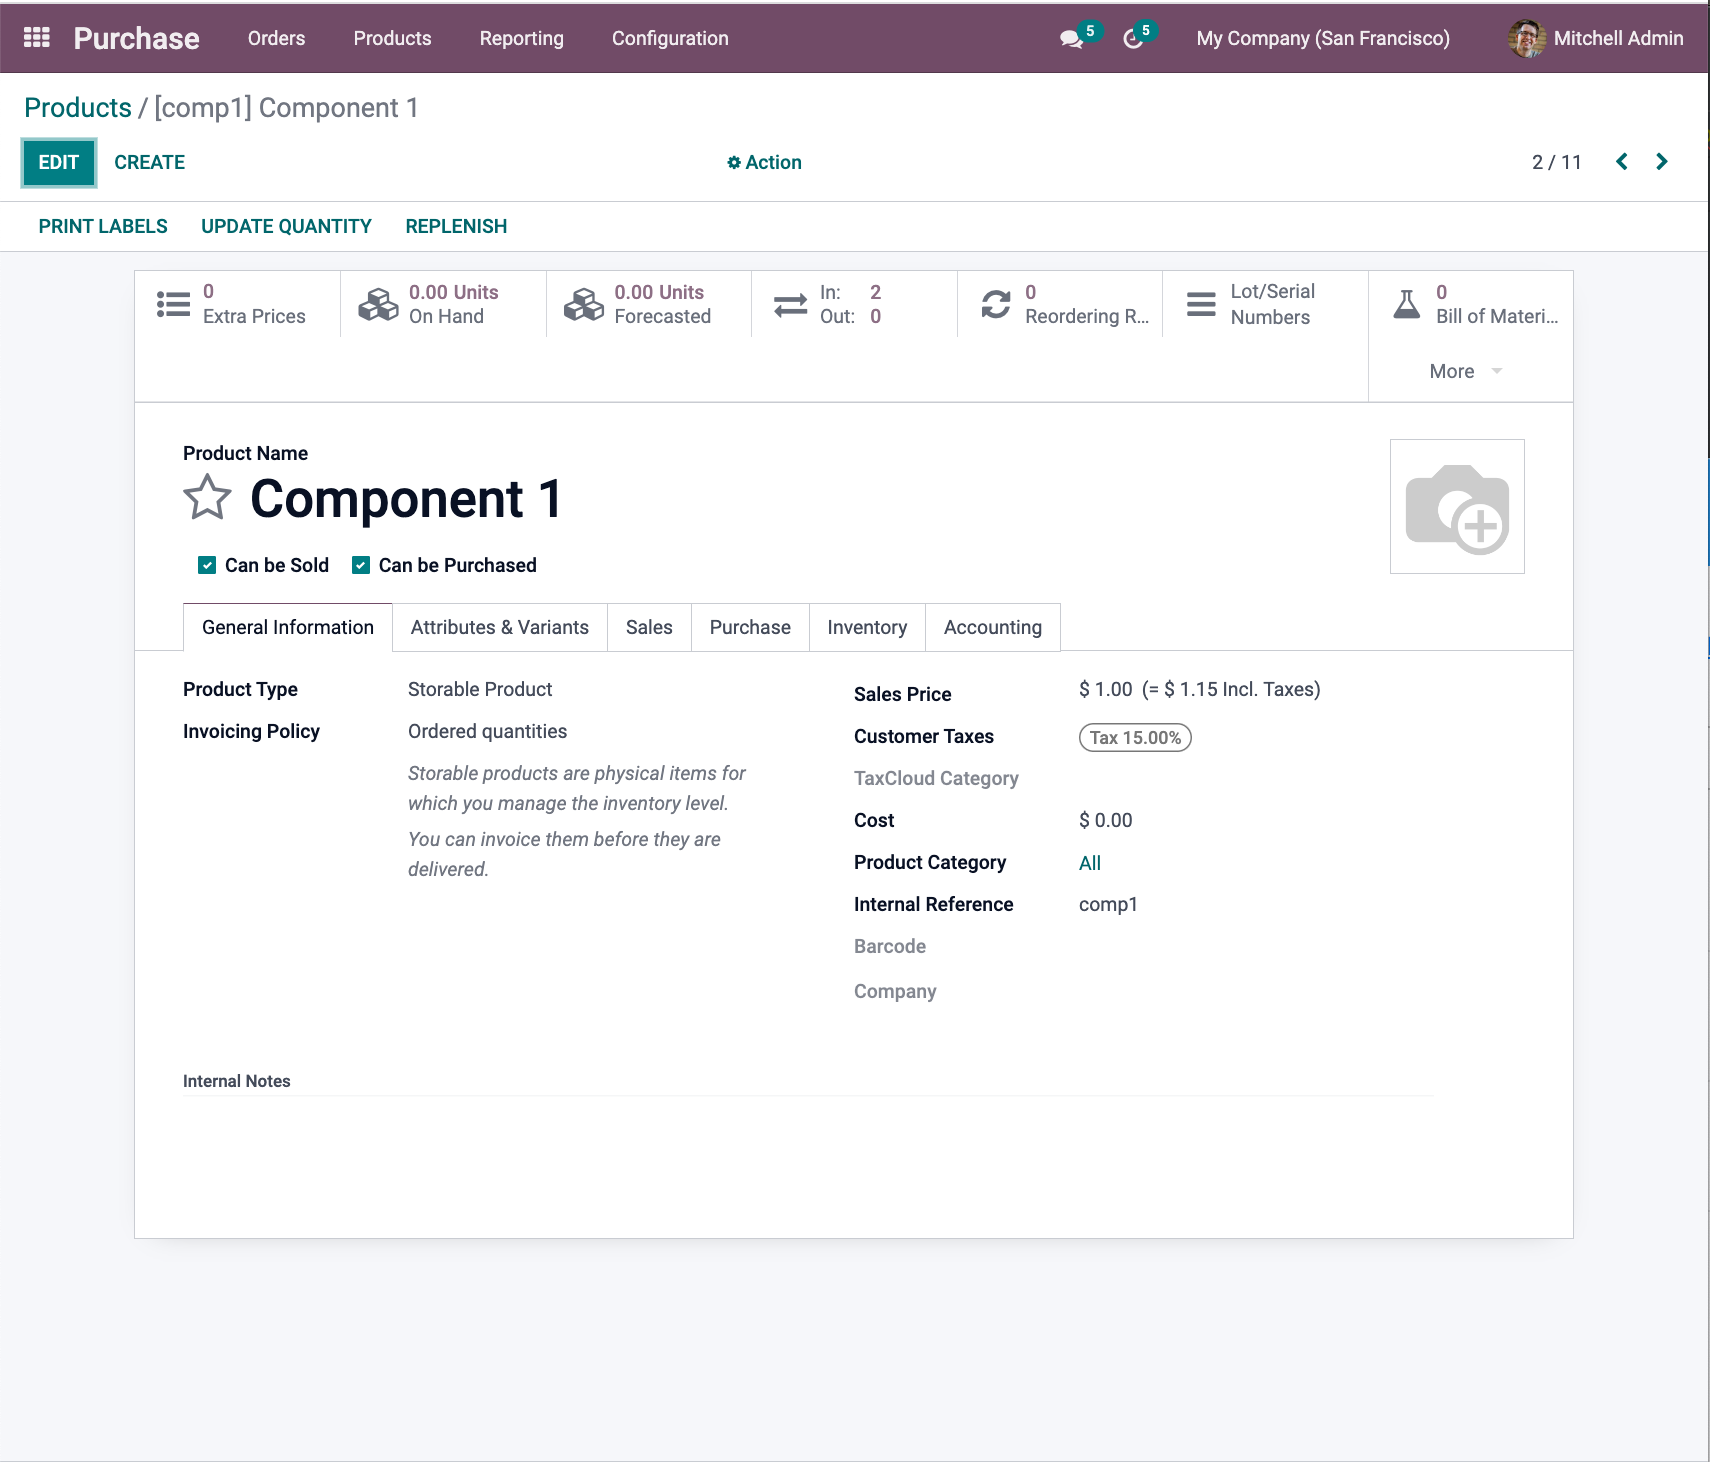 Purchase Orders Products Reporting Configuration 5 5 My Company (San Francisco) Mitchell Admin
Products / [comp1] Component 1
EDIT CREATE Action 2 / 11
PRINT LABELS UPDATE QUANTITY REPLENISH
0
Extra Prices
0.00 Units
On Hand
0.00 Units
Forecasted
In: 2
Out: 0
0
Reordering R...
Lot/Serial
Numbers
0
Bill of Materi...
More
Product Name
Component 1
Can be Sold Can be Purchased
General Information Attributes & Variants Sales Purchase Inventory Accounting
Product Type Storable Product
Invoicing Policy Ordered quantities
Storable products are physical items for
which you manage the inventory level.
You can invoice them before they are
delivered.
Sales Price $ 1.00 (= $ 1.15 Incl. Taxes)
Customer Taxes Tax 15.00%
TaxCloud Category
Cost $ 0.00
Product Category All
Internal Reference comp1
Barcode
Company
Internal Notes